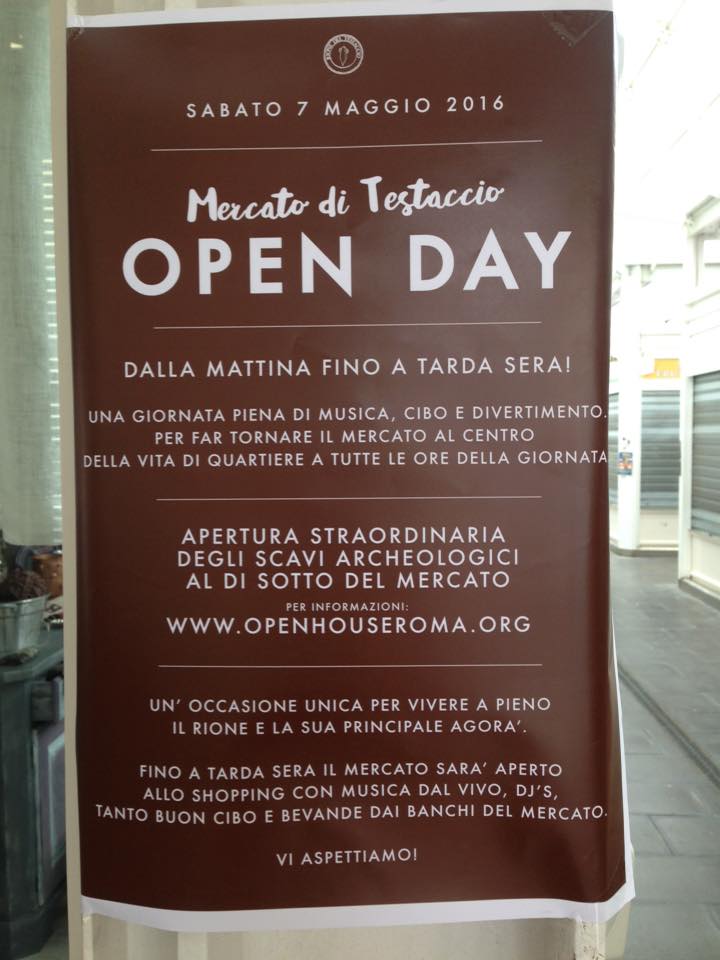 SABATO 7 MAGGIO 2016
Mercato di Testaccio
OPEN DAY
DALLA MATTINA FINO A TARDA SERA!
UNA GIORNATA PIENA DI MUSICA, CIBO E DIVERTIMENTO.
PER FAR TORNARE IL MERCATO AL CENTRO
DELLA VITA DI QUARTIERE A TUTTE LE ORE DELLA GIORNATA
APERTURA STRAORDINARIA
DEGLI SCAVI ARCHEOLOGICI
AL DI SOTTO DEL MERCATO
PER INFORMAZIONI:
WWW.OPENHOUSEROMA.ORG
UN' OCCASIONE UNICA PER VIVERE A PIENO
IL RIONE E LA SUA PRINCIPALE AGORA'.
FINO A TARDA SERA IL MERCATO SARA' APERTO
ALLO SHOPPING CON MUSICA DAL VIVO, DJ'S,
TANTO BUON CIBO E BEVANDE DAI BANCHI DEL MERCATO.
VI ASPETTIAMO!